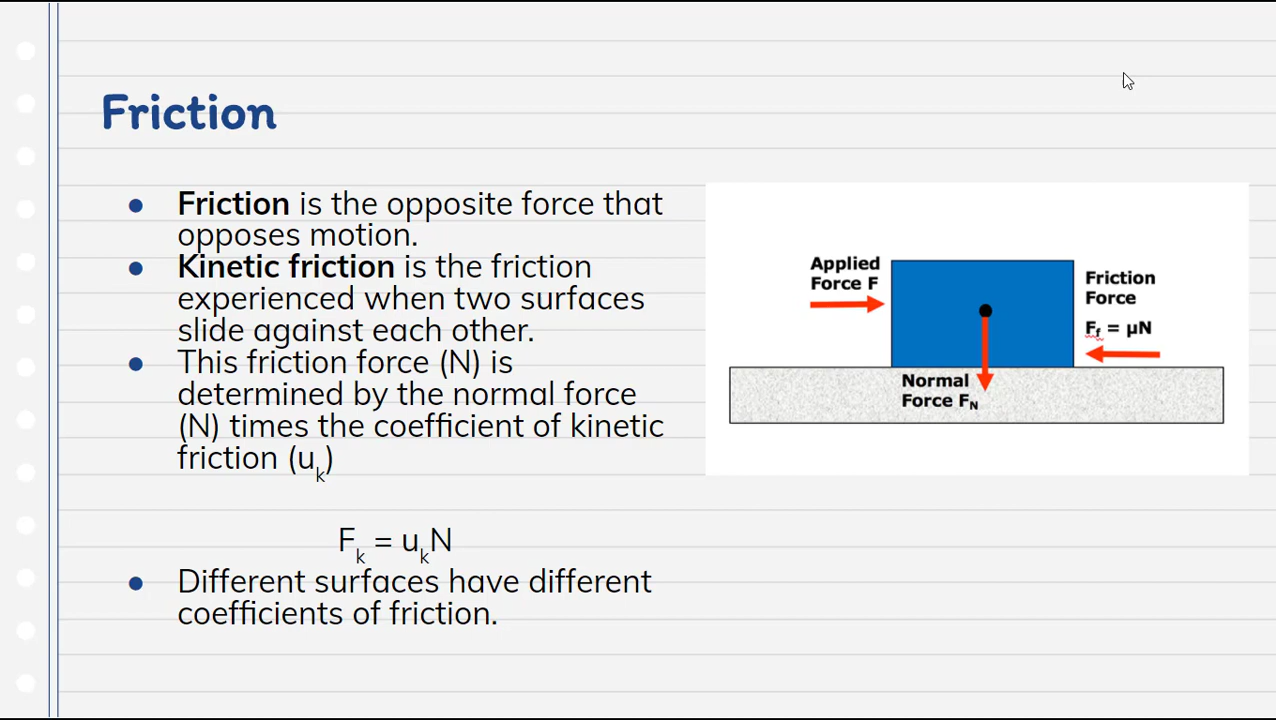 Friction
● Friction is the opposite force that
opposes motion.
● Kinetic friction is the friction
experienced when two surfaces
slide against each other.
● This friction force (N) is
determined by the normal force
(N) times the coefficient of kinetic
friction (uₖ)
Fₖ = uₖN
● Different surfaces have different
coefficients of friction.
Applied
Force F
Friction
Force
Ff = μN
Normal
Force FN